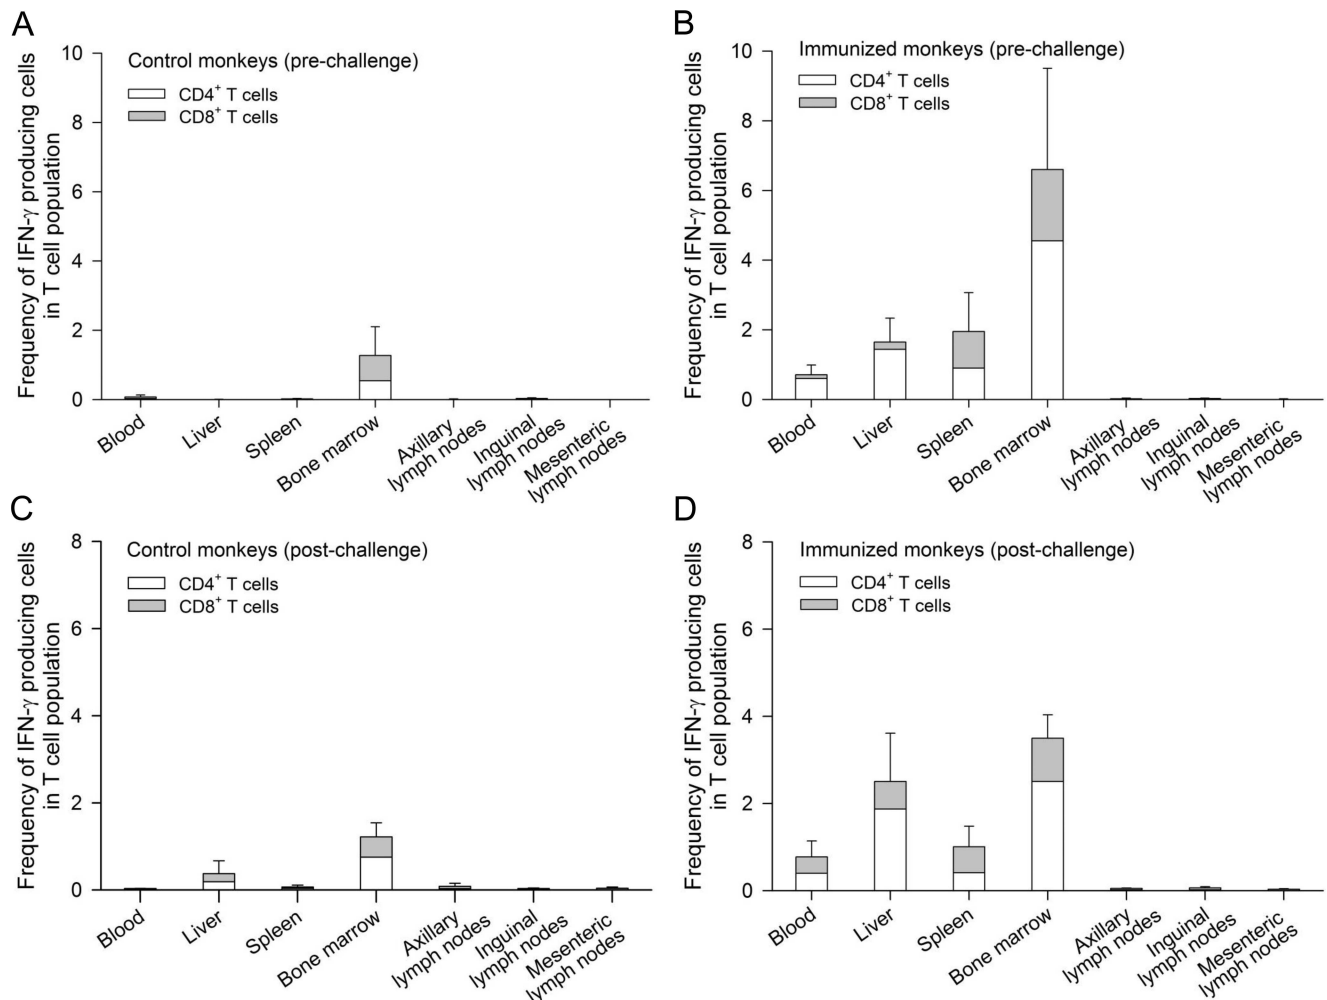 A
Frequency of IFN-γ producing cells
in T cell population
10
8
6
4
2
0
Control monkeys (pre-challenge)
CD4+ T cells
CD8+ T cells
Blood
Liver
Spleen
Bone marrow
Axillary
lymph nodes
Inguinal
lymph nodes
Mesenteric
lymph nodes
B
Frequency of IFN-γ producing cells
in T cell population
10
8
6
4
2
0
Immunized monkeys (pre-challenge)
CD4+ T cells
CD8+ T cells
Blood
Liver
Spleen
Bone marrow
Axillary
lymph nodes
Inguinal
lymph nodes
Mesenteric
lymph nodes
C
Frequency of IFN-γ producing cells
in T cell population
8
6
4
2
0
Control monkeys (post-challenge)
CD4+ T cells
CD8+ T cells
Blood
Liver
Spleen
Bone marrow
Axillary
lymph nodes
Inguinal
lymph nodes
Mesenteric
lymph nodes
D
Frequency of IFN-γ producing cells
in T cell population
8
6
4
2
0
Immunized monkeys (post-challenge)
CD4+ T cells
CD8+ T cells
Blood
Liver
Spleen
Bone marrow
Axillary
lymph nodes
Inguinal
lymph nodes
Mesenteric
lymph nodes